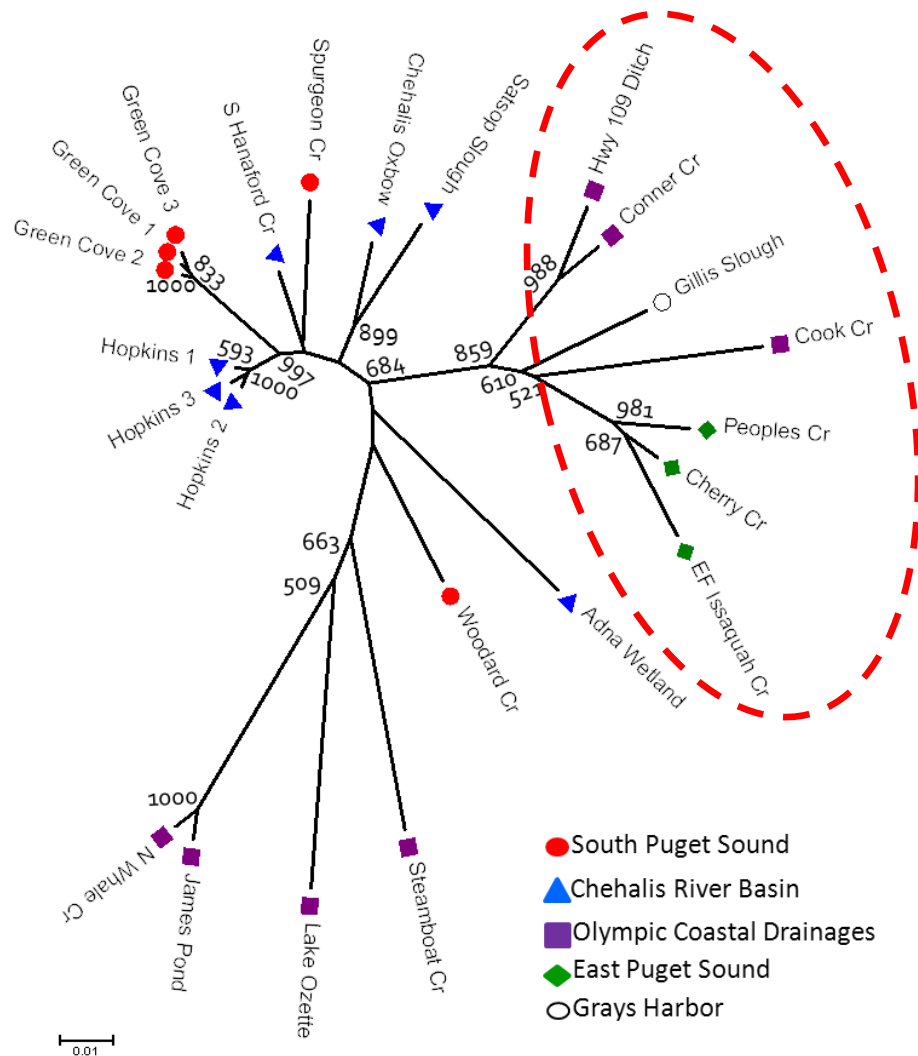 Spurgeon Cr
Chehalis Oxbow
Satsop Slough
S Hanaford Cr
Green Cove 3
Green Cove 1
Green Cove 2
833
1000
Hopkins 1
593
997
1000
Hopkins 3
Hopkins 2
899
684
859
988
Hwy 109 Ditch
Conner Cr
Gillis Slough
Cook Cr
610
521
981
Peoples Cr
687
Cherry Cr
EF Issaquah Cr
663
509
Woodard Cr
Adna Wetland
1000
N Whale Cr
James Pond
Lake Ozette
Steamboat Cr
South Puget Sound
Chehalis River Basin
Olympic Coastal Drainages
East Puget Sound
Grays Harbor
0.01